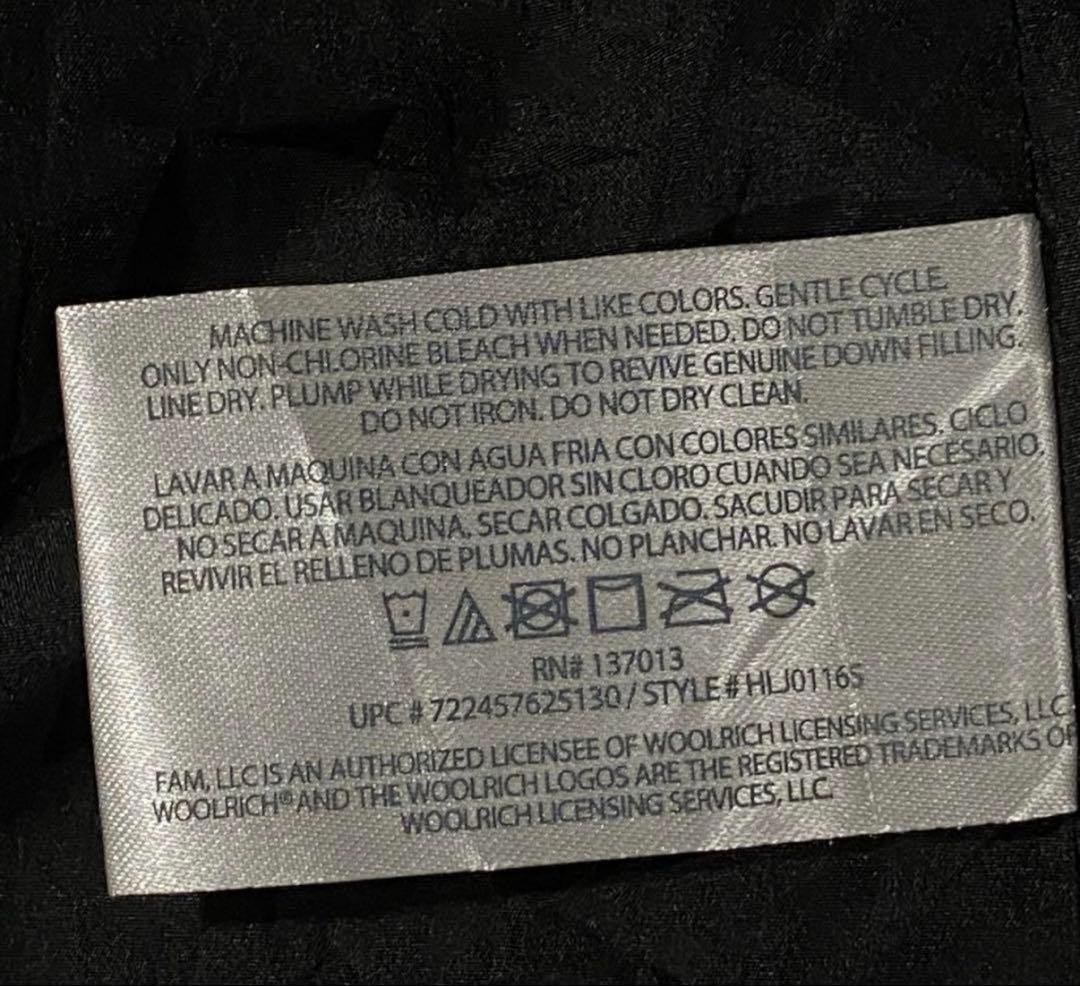 MACHINE WASH COLD WITH LIKE COLORS. GENTLE CYCLE.
ONLY NON-CHLORINE BLEACH WHEN NEEDED. DO NOT TUMBLE DRY.
LINE DRY. PLUMP WHILE DRYING TO REVIVE GENUINE DOWN FILLING.
DO NOT IRON. DO NOT DRY CLEAN.
LAVAR A MAQUINA CON AGUA FRIA CON COLORES SIMILARES. CICLO
DELICADO. USAR BLANQUEADOR SIN CLORO CUANDO SEA NECESARIO.
NO SECAR A MAQUINA. SECAR COLGADO. SACUDIR PARA SECAR Y
REVIVIR EL RELLENO DE PLUMAS. NO PLANCHAR. NO LAVAR EN SECO.
RN# 137013
UPC # 722457625130 / STYLE # HLJ0116S
FAM, LLC IS AN AUTHORIZED LICENSEE OF WOOLRICH LICENSING SERVICES, LLC.
WOOLRICH® AND THE WOOLRICH LOGOS ARE THE REGISTERED TRADEMARKS OF
WOOLRICH LICENSING SERVICES, LLC.